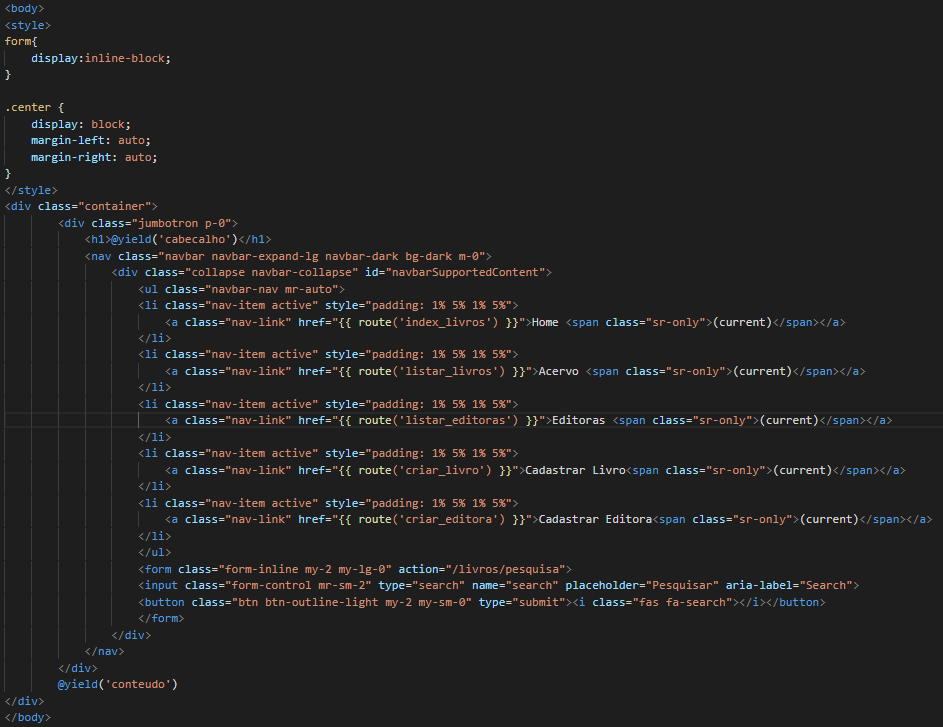 <body>
<style>
form{
    display:inline-block;
}

.center {
    display: block;
    margin-left: auto;
    margin-right: auto;
}
</style>
<div class="container">
        <div class="jumbotron p-0">
            <h1>@yield('cabecalho')</h1>
            <nav class="navbar navbar-expand-lg navbar-dark bg-dark m-0">
                <div class="collapse navbar-collapse" id="navbarSupportedContent">
                    <ul class="navbar-nav mr-auto">
                    <li class="nav-item active" style="padding: 1% 5% 1% 5%">
                        <a class="nav-link" href="{{ route('index_livros') }}">Home <span class="sr-only">(current)</span></a>
                    </li>
                    <li class="nav-item active" style="padding: 1% 5% 1% 5%">
                        <a class="nav-link" href="{{ route('listar_livros') }}">Acervo <span class="sr-only">(current)</span></a>
                    </li>
                    <li class="nav-item active" style="padding: 1% 5% 1% 5%">
                        <a class="nav-link" href="{{ route('listar_editoras') }}">Editoras <span class="sr-only">(current)</span></a>
                    </li>
                    <li class="nav-item active" style="padding: 1% 5% 1% 5%">
                        <a class="nav-link" href="{{ route('criar_livro') }}">Cadastrar Livro<span class="sr-only">(current)</span></a>
                    </li>
                    <li class="nav-item active" style="padding: 1% 5% 1% 5%">
                        <a class="nav-link" href="{{ route('criar_editora') }}">Cadastrar Editora<span class="sr-only">(current)</span></a>
                    </li>
                    </ul>
                    <form class="form-inline my-2 my-lg-0" action="/livros/pesquisa">
                    <input class="form-control mr-sm-2" type="search" name="search" placeholder="Pesquisar" aria-label="Search">
                    <button class="btn btn-outline-light my-2 my-sm-0" type="submit"><i class="fas fa-search"></i></button>
                    </form>
                </div>
            </nav>
        </div>
        @yield('conteudo')
</div>
</body>